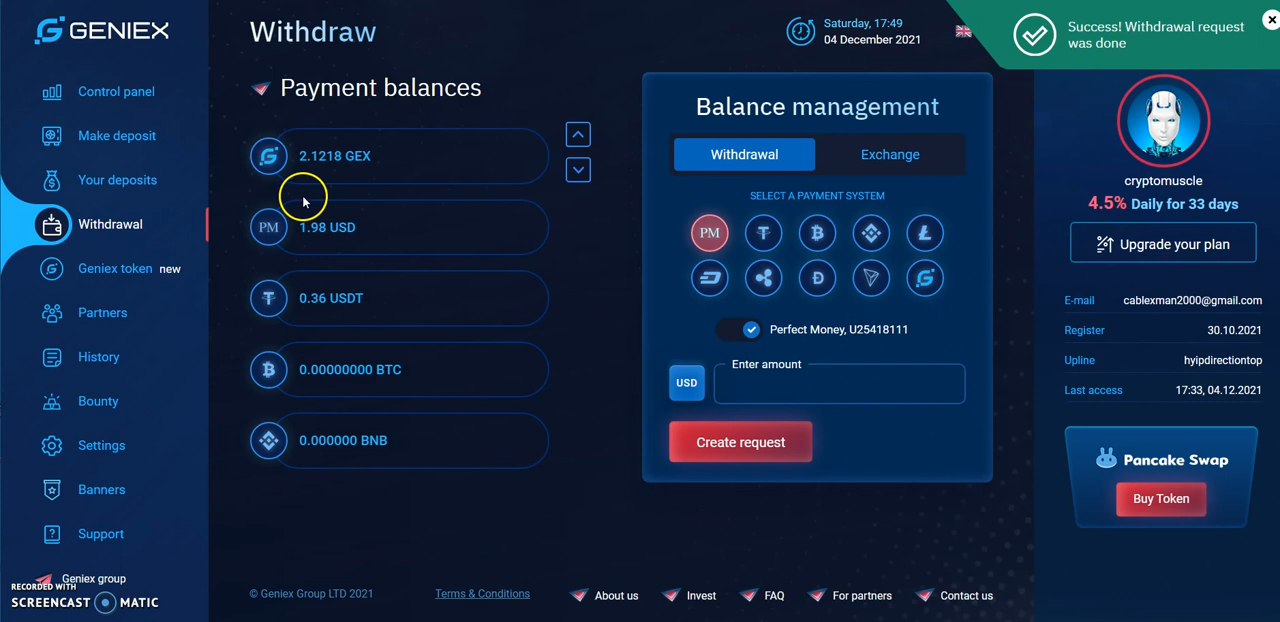 GENIEX
Control panel
Make deposit
Your deposits
Withdrawal
Geniex token new
Partners
History
Bounty
Settings
Banners
Support
Geniex group
RECORDED WITH
SCREENCAST MATIC
Withdraw
Saturday, 17:49
04 December 2021
Success! Withdrawal request
was done
Payment balances
2.1218 GEX
PM
1.98 USD
0.36 USDT
0.00000000 BTC
0.000000 BNB
Balance management
Withdrawal
Exchange
SELECT A PAYMENT SYSTEM
PM
Perfect Money, U25418111
Enter amount
USD
Create request
cryptomuscle
4.5% Daily for 33 days
Upgrade your plan
E-mail cablexman2000@gmail.com
Register 30.10.2021
Upline hyipdirectiontop
Last access 17:33, 04.12.2021
Pancake Swap
Buy Token
© Geniex Group LTD 2021
Terms & Conditions
About us
Invest
FAQ
For partners
Contact us